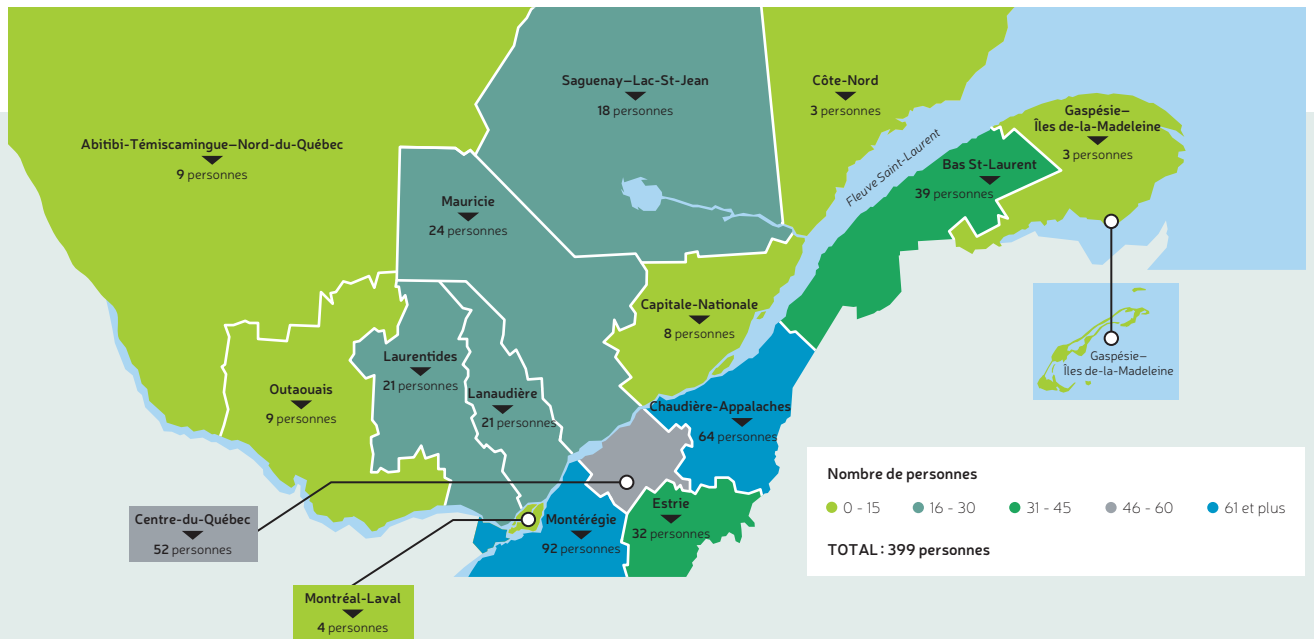 Saguenay–Lac-St-Jean
18 personnes
Côte-Nord
3 personnes
Gaspésie–
Îles de-la-Madeleine
3 personnes
Abitibi-Témiscamingue–Nord-du-Québec
9 personnes
Fleuve Saint-Laurent
Bas St-Laurent
39 personnes
Mauricie
24 personnes
Capitale-Nationale
8 personnes
Laurentides
21 personnes
Gaspésie–
Îles de-la-Madeleine
Outaouais
9 personnes
Lanaudière
21 personnes
Chaudière-Appalaches
64 personnes
Nombre de personnes
0 - 15
16 - 30
31 - 45
46 - 60
61 et plus
TOTAL : 399 personnes
Centre-du-Québec
52 personnes
Montérégie
92 personnes
Estrie
32 personnes
Montréal-Laval
4 personnes